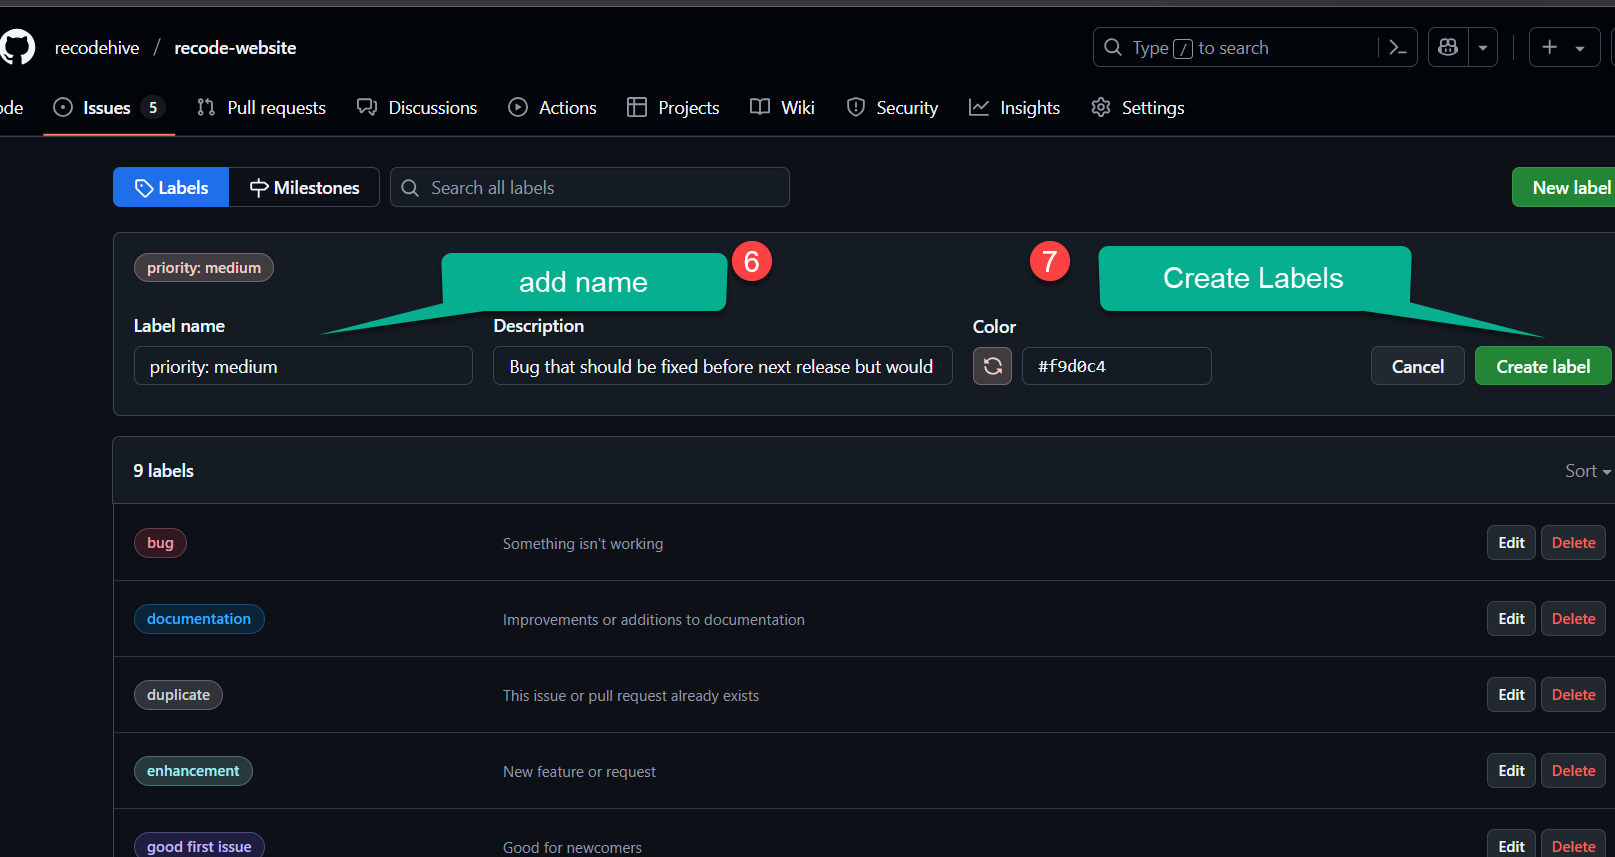 recodehive / recode-website
Type / to search
ode Issues 5 Pull requests Discussions Actions Projects Wiki Security Insights Settings
Labels Milestones Search all labels New label
priority: medium
add name 6
7 Create Labels
Label name Description Color
priority: medium Bug that should be fixed before next release but would #f9d0c4 Cancel Create label
9 labels Sort
bug Something isn't working Edit Delete
documentation Improvements or additions to documentation Edit Delete
duplicate This issue or pull request already exists Edit Delete
enhancement New feature or request Edit Delete
good first issue Good for newcomers Edit Delete